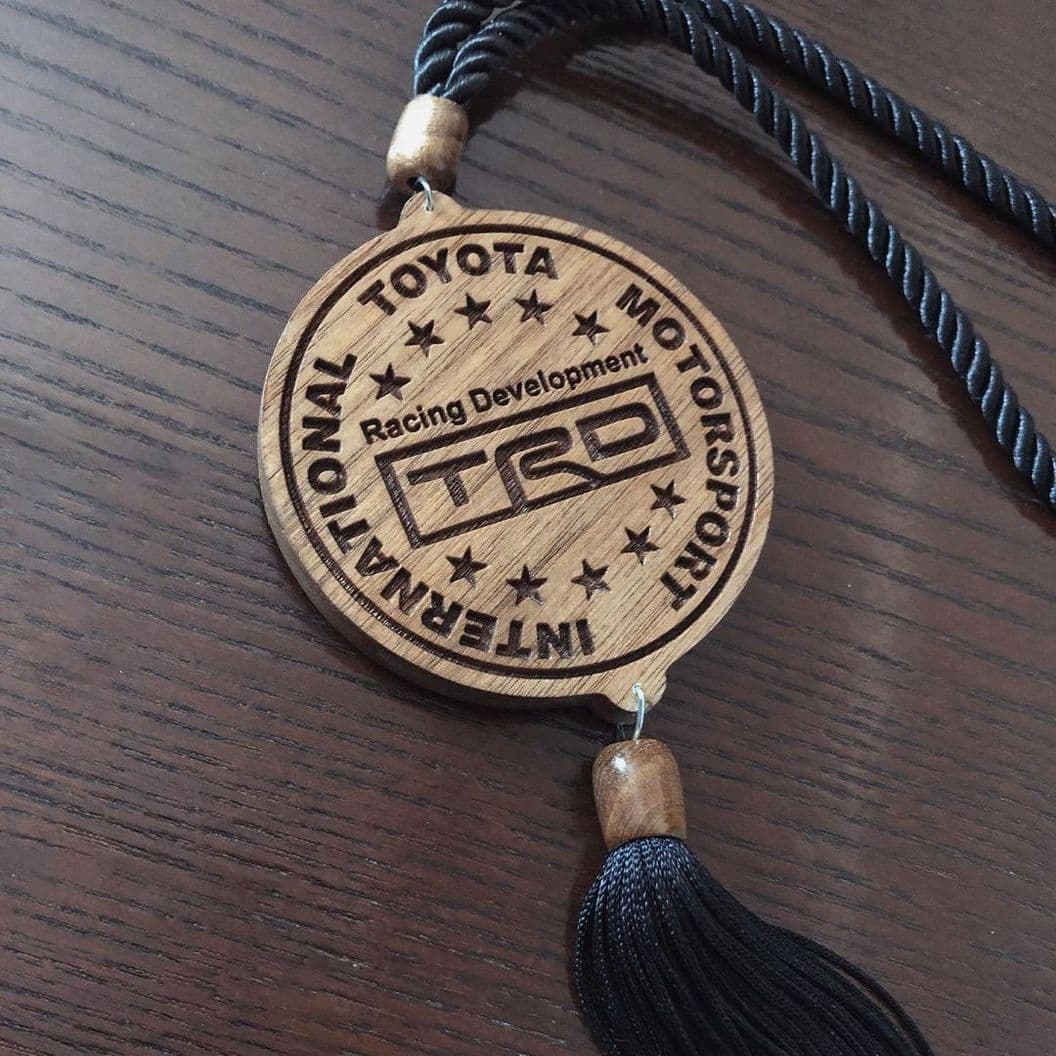 TOYOTA MOTORSPORT INTERNATIONAL
Racing Development
TRD